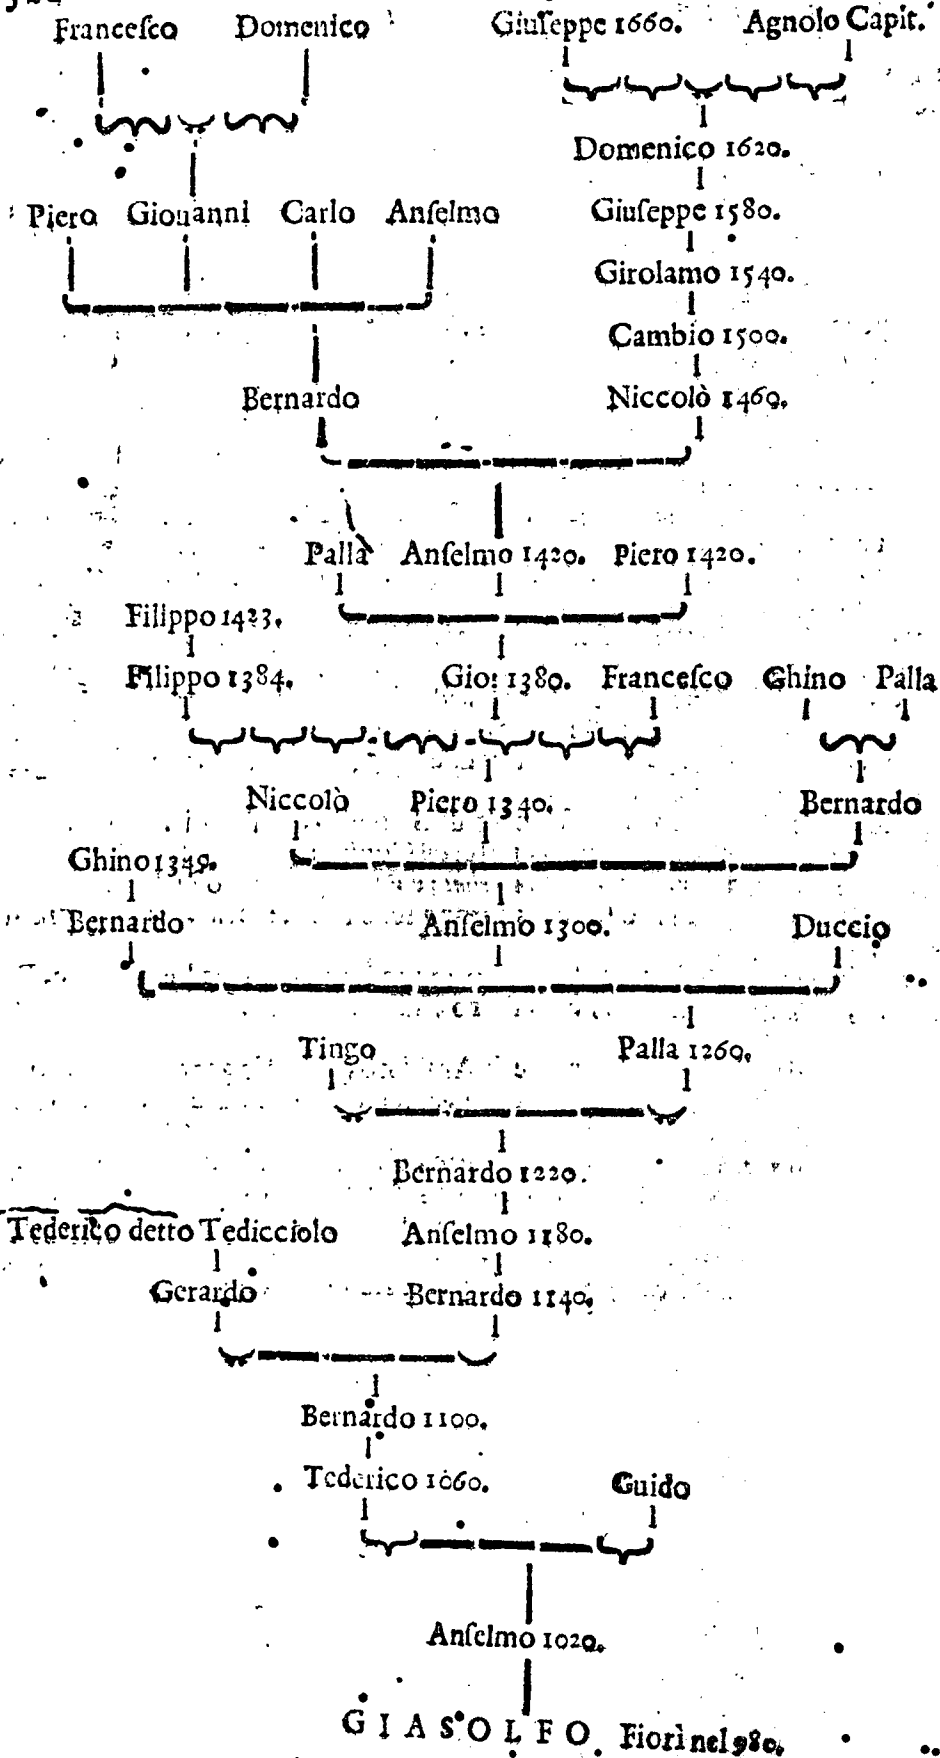 Franceſco Domenico Giuſeppe 1660. Agnolo Capit.
Domenico 1620.
Piero Giouanni Carlo Anſelmo Giuſeppe 1580.
Girolamo 1540.
Cambio 1500.
Bernardo Niccolò 1460.
Palla Anſelmo 1420. Piero 1420.
Filippo 1423.
Filippo 1384. Gio: 1380. Franceſco Ghino Palla
Niccolò Piero 1340. Bernardo
Ghino 1349.
Bernardo Anſelmo 1300. Duccio
Tingo Palla 1260.
Bernardo 1220.
Tederico detto Tedicciolo Anſelmo 1180.
Gerardo Bernardo 1140.
Bernardo 1100.
Tederico 1060. Guido
Anſelmo 1020.
GIASOLFO Fiorì nel 980.